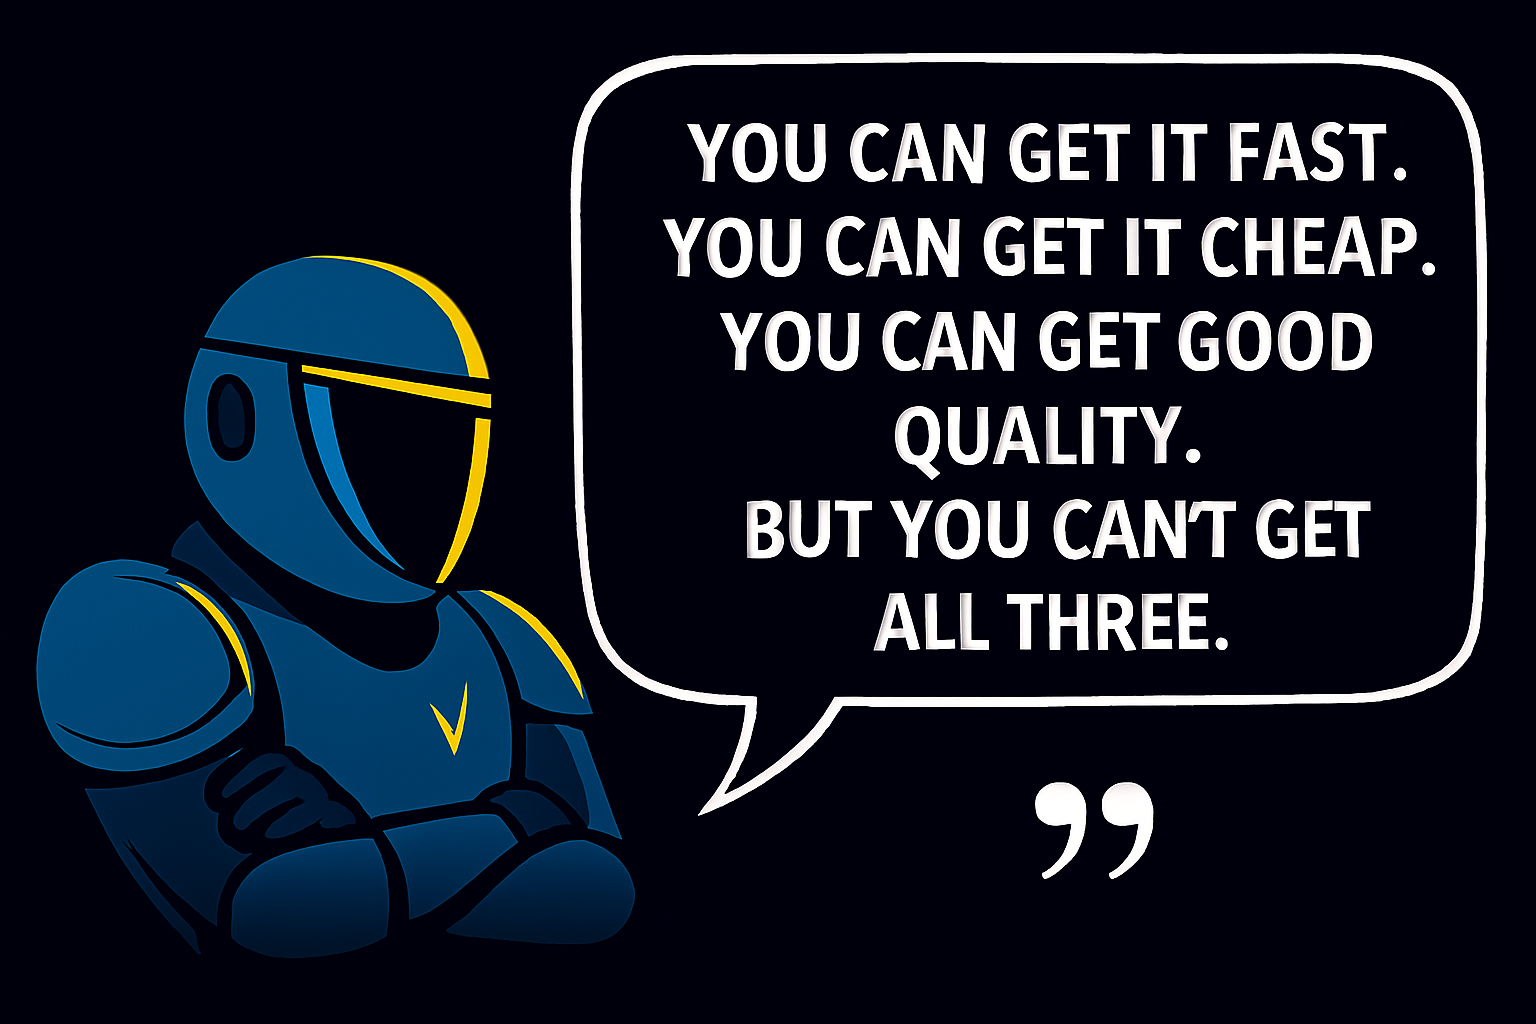 YOU CAN GET IT FAST.
YOU CAN GET IT CHEAP.
YOU CAN GET GOOD
QUALITY.
BUT YOU CAN'T GET
ALL THREE.
”